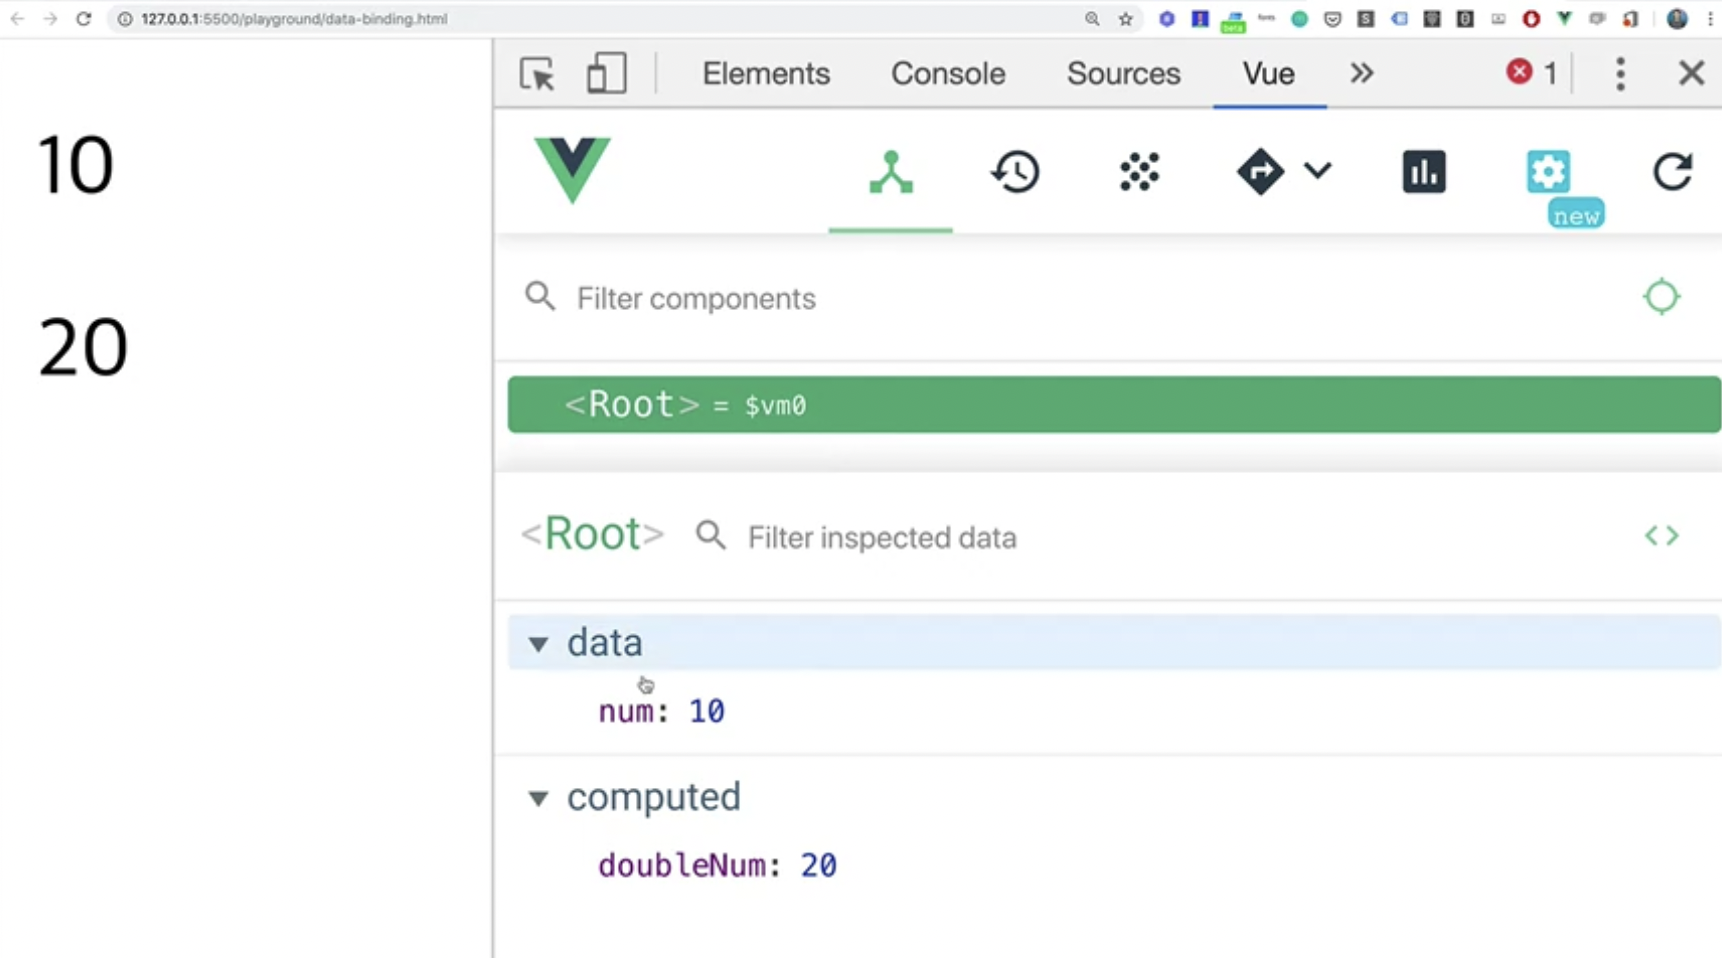 127.0.0.1:5500/playground/data-binding.html
beta
10
20
Elements Console Sources Vue » 1
new
Filter components
<Root> = $vm0
<Root> Filter inspected data <>
data
num: 10
computed
doubleNum: 20